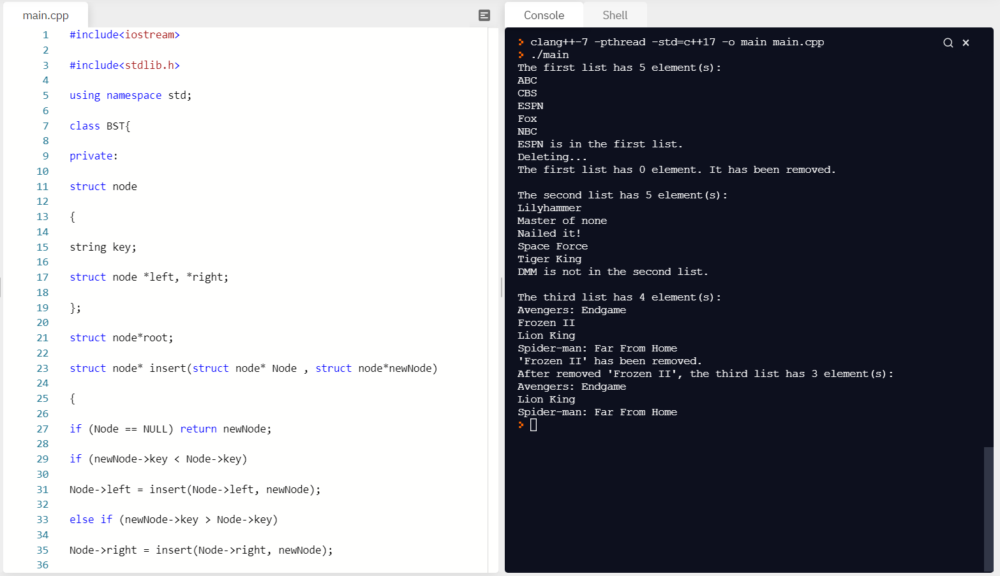 main.cpp
1 #include<iostream>
2
3 #include<stdlib.h>
4
5 using namespace std;
6
7 class BST{
8
9 private:
10
11 struct node
12
13 {
14
15 string key;
16
17 struct node *left, *right;
18
19 };
20
21 struct node*root;
22
23 struct node* insert(struct node* Node , struct node*newNode)
24
25 {
26
27 if (Node == NULL) return newNode;
28
29 if (newNode->key < Node->key)
30
31 Node->left = insert(Node->left, newNode);
32
33 else if (newNode->key > Node->key)
34
35 Node->right = insert(Node->right, newNode);
36
Console Shell
> clang++-7 -pthread -std=c++17 -o main main.cpp
> ./main
The first list has 5 element(s):
ABC
CBS
ESPN
Fox
NBC
ESPN is in the first list.
Deleting...
The first list has 0 element. It has been removed.

The second list has 5 element(s):
Lilyhammer
Master of none
Nailed it!
Space Force
Tiger King
DMM is not in the second list.

The third list has 4 element(s):
Avengers: Endgame
Frozen II
Lion King
Spider-man: Far From Home
'Frozen II' has been removed.
After removed 'Frozen II', the third list has 3 element(s):
Avengers: Endgame
Lion King
Spider-man: Far From Home
>